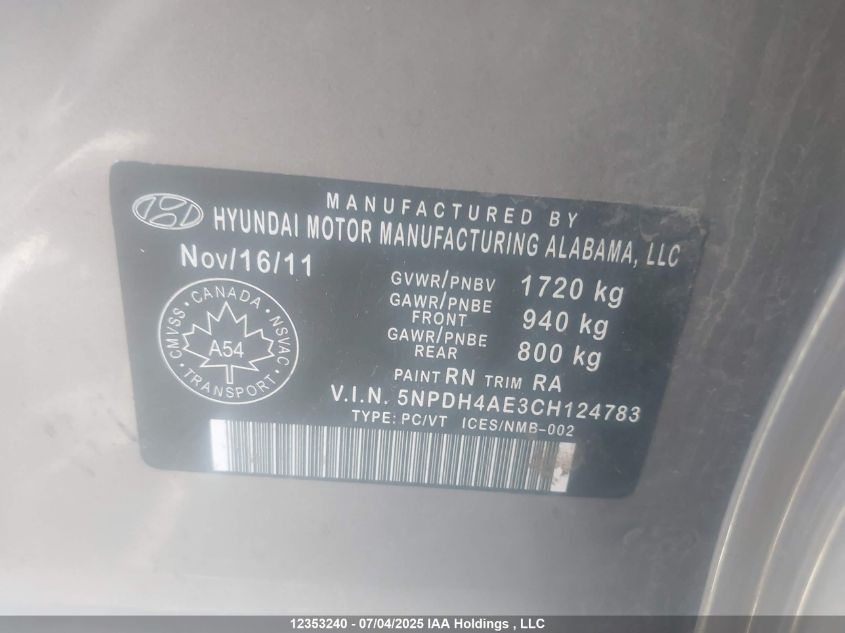 MANUFACTURED BY
HYUNDAI MOTOR MANUFACTURING ALABAMA, LLC
Nov/16/11
GVWR/PNBV 1720 kg
GAWR/PNBE FRONT 940 kg
GAWR/PNBE REAR 800 kg
PAINT RN TRIM RA
V.I.N. 5NPDH4AE3CH124783
TYPE: PC/VT ICES/NMB-002
CANADA
CMVSS
NSVAC
A54
TRANSPORT
12353240 - 07/04/2025 IAA Holdings , LLC